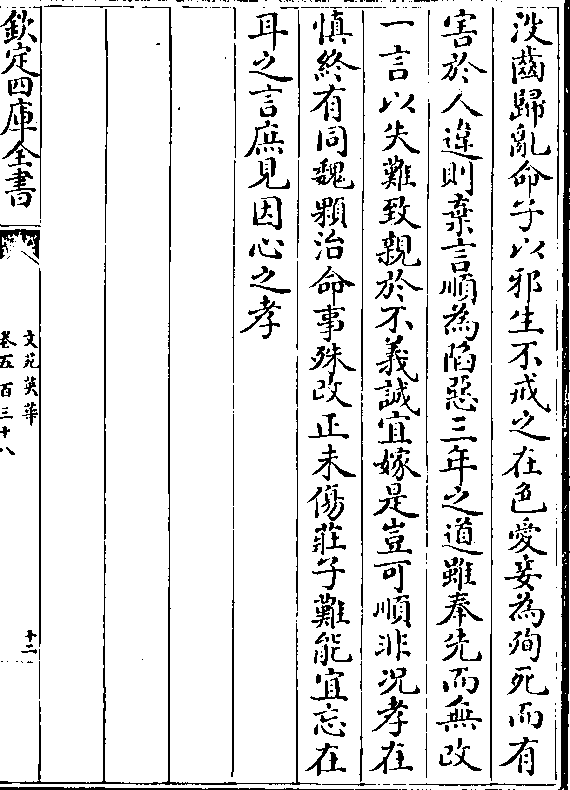 沒齒歸亂命子以邪生不戒之在色愛妾為殉死而有
害於人違則棄言順為陷惡三年之道雖奉先而無改
一言以失難致親於不義誠宜嫁是豈可順非况孝在
慎終有同魏顆治命事殊改正未傷莊子難能宜忘在
耳之言庶見因心之孝
欽定四庫全書
文苑英華
卷五百三十八
十二